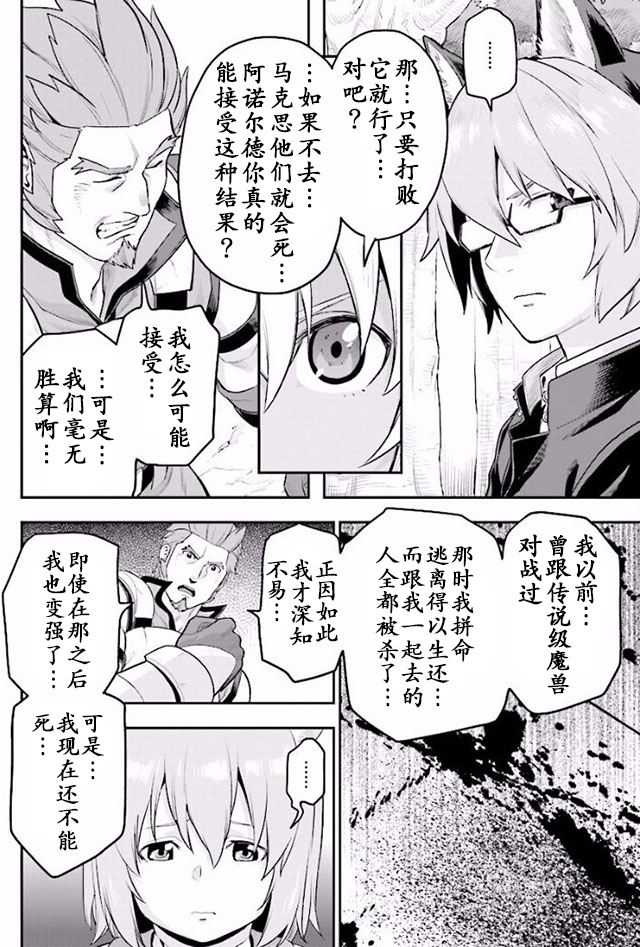 …
那…只要打败
它就行了…
对吧？
…如果不去…
马克思他们就会死…
阿诺尔德你真的
能接受这种结果？
我怎么可能
接受…
…可是…
我们毫无
胜算啊…
我以前…
曾跟传说级魔兽
对战过
那时我拼命
逃离得以生还…
而跟我一起去的
人全都被杀了…
正因如此
我才深知
不易…
即使在那之后
我也变强了…
可是…
我现在还不能
死…
…